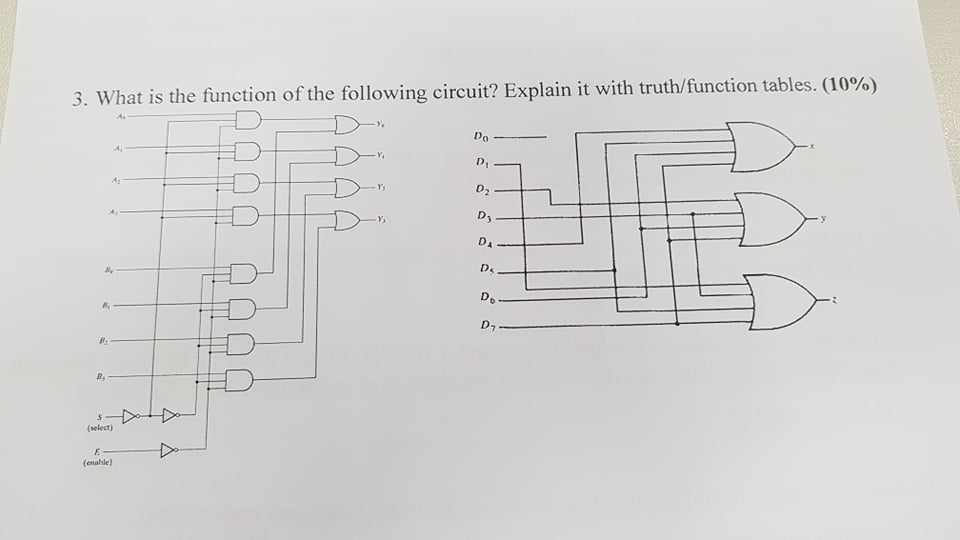 3. What is the function of the following circuit? Explain it with truth/function tables. (10%)
A₀
A₁
A₂
A₃
B₀
B₁
B₂
B₃
S
(select)
E
(enable)
Y₀
Y₁
Y₂
Y₃
D₀
D₁
D₂
D₃
D₄
D₅
D₆
D₇
x
y
z